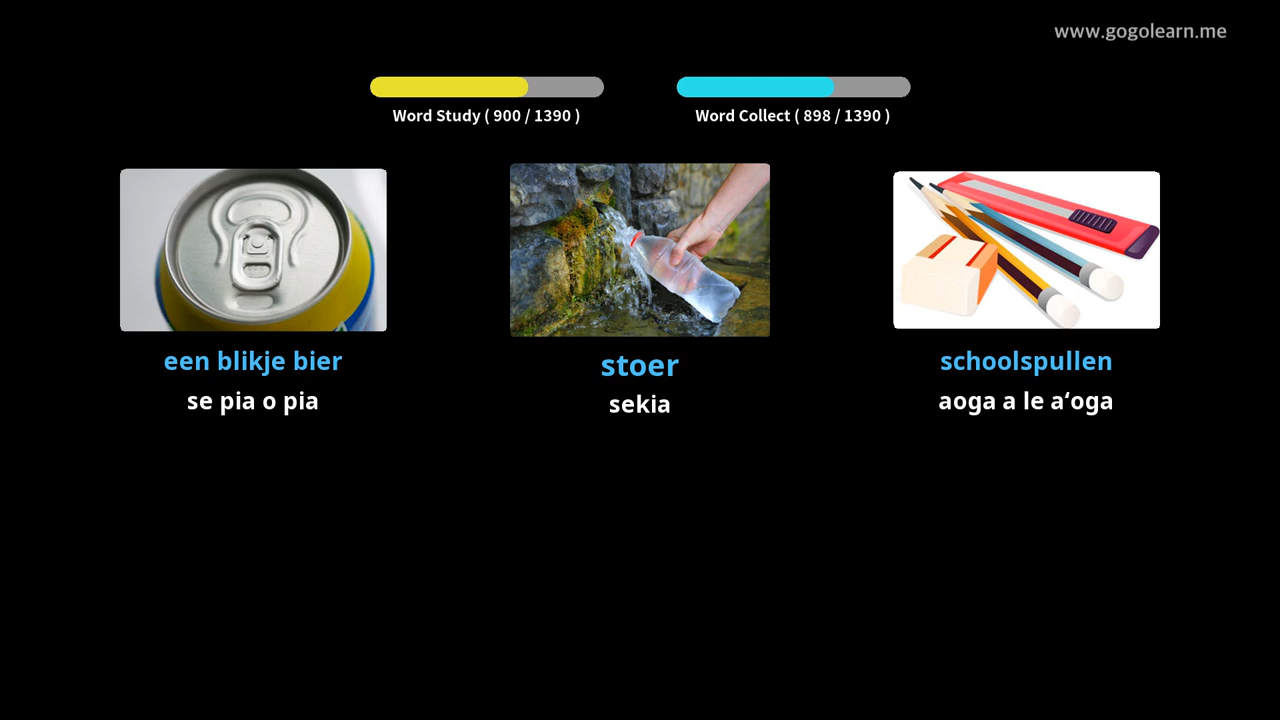 www.gogolearn.me
Word Study ( 900 / 1390 )
Word Collect ( 898 / 1390 )
een blikje bier
se pia o pia
stoer
sekia
schoolspullen
aoga a le aʻoga